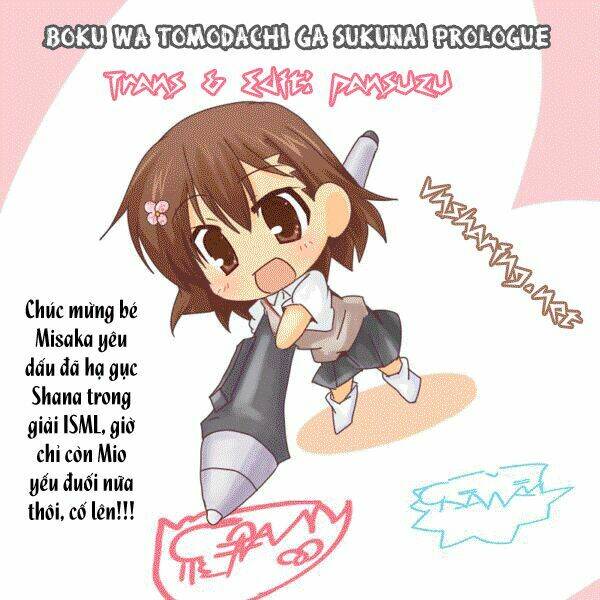 BOKU WA TOMODACHI GA SUKUNAI PROLOGUE
Trans & Edit: pansuzu
Chúc mừng bé
Misaka yêu
dấu đã hạ gục
Shana trong
giải ISML, giờ
chỉ còn Mio
yếu đuối nữa
thôi, cố lên!!!